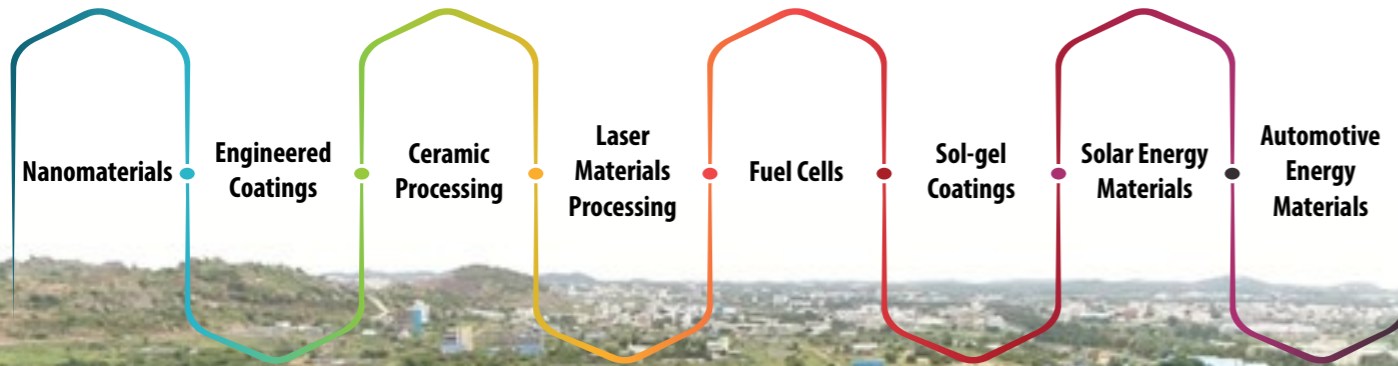 Nanomaterials
Engineered
Coatings
Ceramic
Processing
Laser
Materials
Processing
Fuel Cells
Sol-gel
Coatings
Solar Energy
Materials
Automotive
Energy
Materials